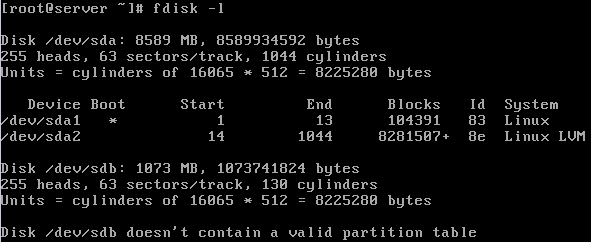 [root@server ~]# fdisk -l
Disk /dev/sda: 8589 MB, 8589934592 bytes
255 heads, 63 sectors/track, 1044 cylinders
Units = cylinders of 16065 * 512 = 8225280 bytes
Device Boot Start End Blocks Id System
/dev/sda1 * 1 13 104391 83 Linux
/dev/sda2 14 1044 8281507+ 8e Linux LVM
Disk /dev/sdb: 1073 MB, 1073741824 bytes
255 heads, 63 sectors/track, 130 cylinders
Units = cylinders of 16065 * 512 = 8225280 bytes
Disk /dev/sdb doesn't contain a valid partition table